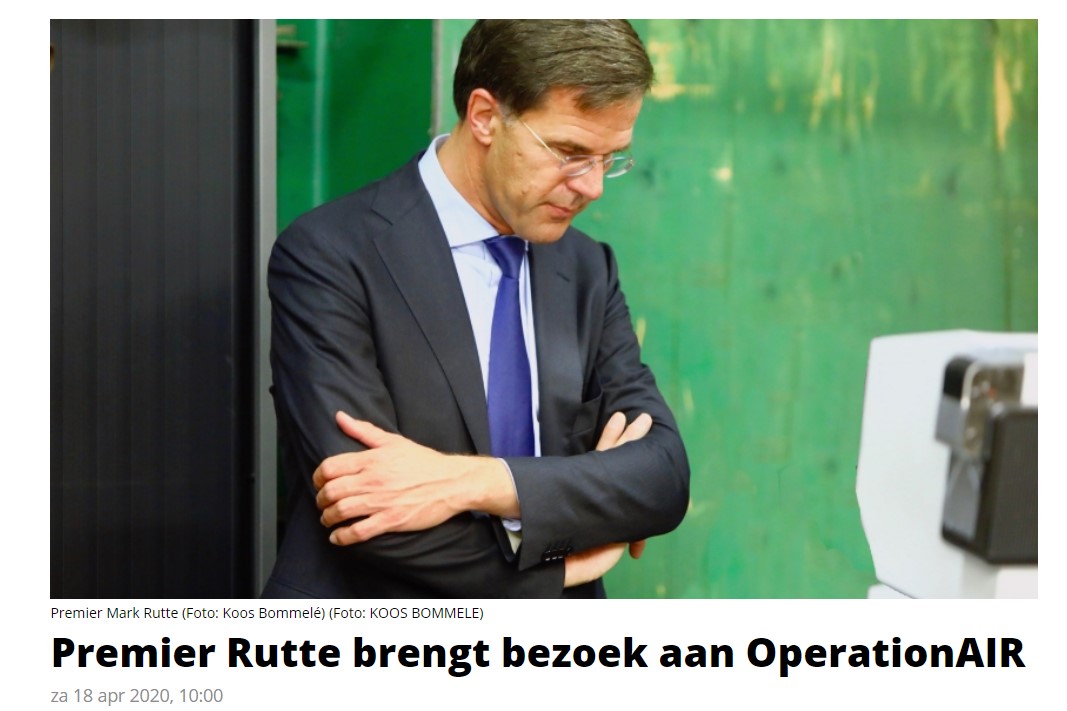 Premier Mark Rutte (Foto: Koos Bommelé) (Foto: KOOS BOMMELE)
Premier Rutte brengt bezoek aan OperationAIR
za 18 apr 2020, 10:00